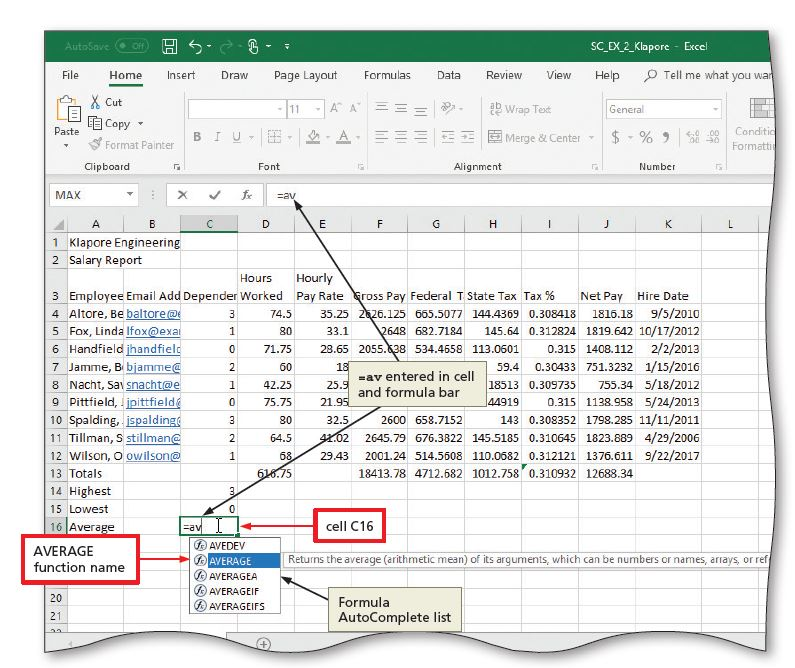 AutoSave Off SC_EX_2_Klapore - Excel
File Home Insert Draw Page Layout Formulas Data Review View Help Tell me what you wan
Cut
Copy
Format Painter
Paste
11 A A
B I U A
ab Wrap Text
Merge & Center
General
$ % 9
Conditio
Formattin
Clipboard Font Alignment Number
MAX fx =av
A B C D E F G H I J K L
1 Klapore Engineering
2 Salary Report
Hours Hourly
3 Employee Email Add Depender Worked Pay Rate Gross Pay Federal T State Tax Tax % Net Pay Hire Date
4 Altore, Be baltore@e 3 74.5 35.25 2626.125 665.5077 144.4369 0.308418 1816.18 9/5/2010
5 Fox, Linda lfox@exa 1 80 33.1 2648 682.7184 145.64 0.312824 1819.642 10/17/2012
6 Handfield jhandfield 0 71.75 28.65 2055.638 534.4658 113.0601 0.315 1408.112 2/2/2013
7 Jamme, B bjamme@ 2 60 18 59.4 0.30433 751.3232 1/15/2016
8 Nacht, Sav snacht@e 1 42.25 25.9 18513 0.309735 755.34 5/18/2012
9 Pittfield, J jpittfield@ 0 75.75 21.95 44919 0.315 1138.958 5/24/2013
10 Spalding, jspalding@ 3 80 32.5 2600 658.7152 143 0.308352 1798.285 11/11/2011
11 Tillman, S stillman@ 2 64.5 41.02 2645.79 676.3822 145.5185 0.310645 1823.889 4/29/2006
12 Wilson, O owilson@ 1 68 29.43 2001.24 514.5608 110.0682 0.312121 1376.611 9/22/2017
13 Totals 616.75 18413.78 4712.682 1012.758 0.310932 12688.34
14 Highest 3
15 Lowest 0
16 Average =av
=av entered in cell
and formula bar
cell C16
AVERAGE
function name
AVEDEV
AVERAGE
AVERAGEA
AVERAGEIF
AVERAGEIFS
Returns the average (arithmetic mean) of its arguments, which can be numbers or names, arrays, or ref
Formula
AutoComplete list
20
21